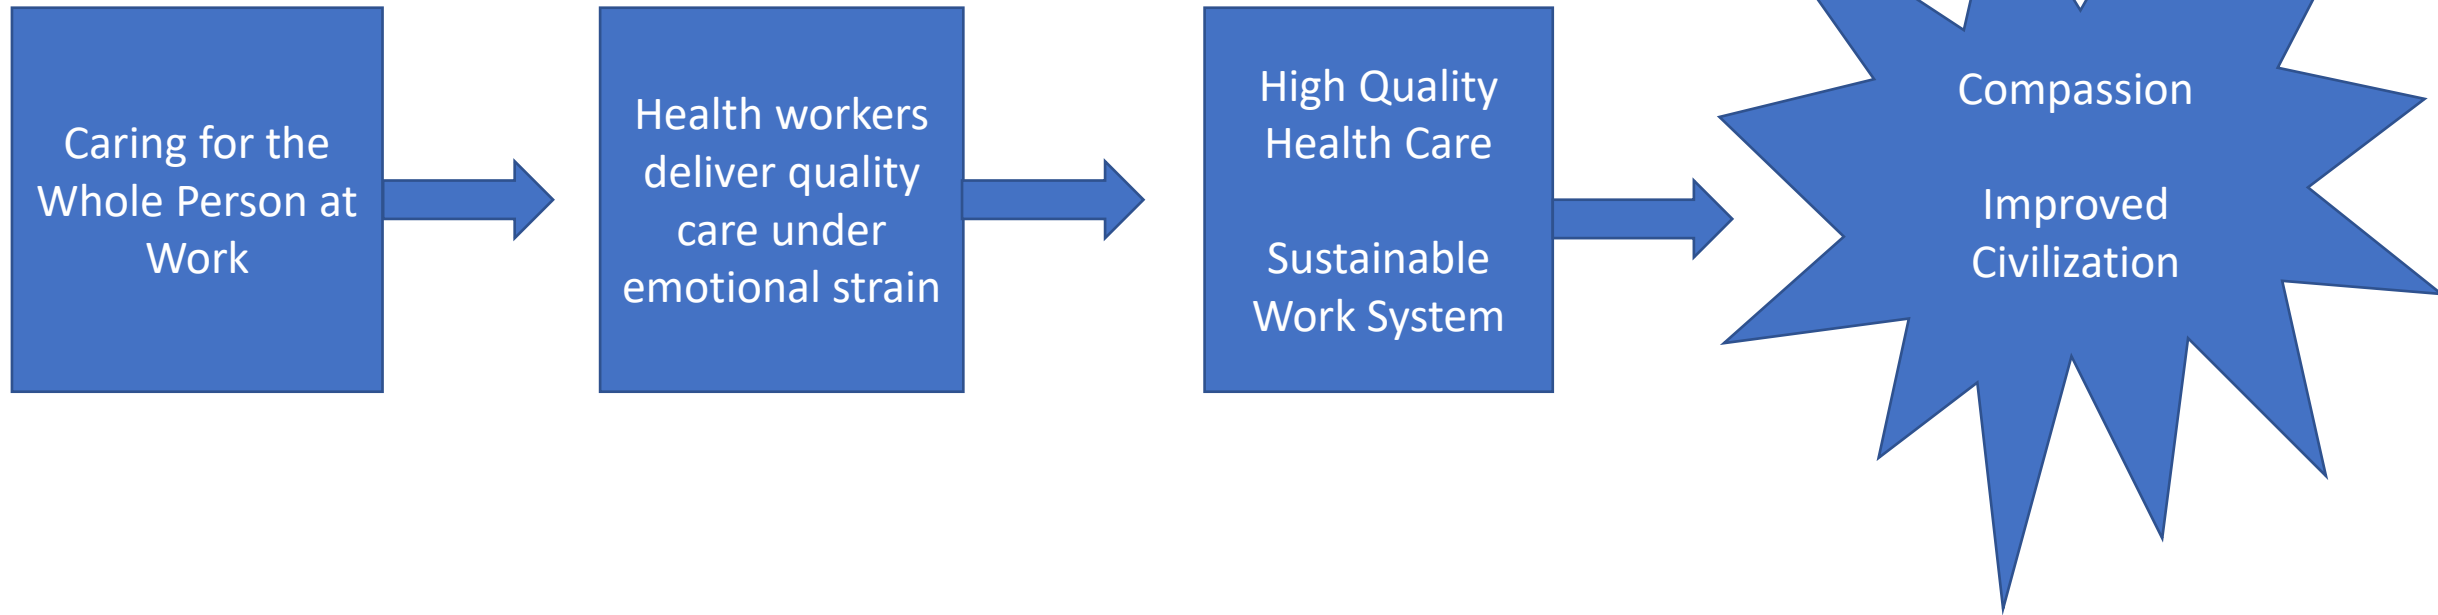 Caring for the
Whole Person at
Work
Health workers
deliver quality
care under
emotional strain
High Quality
Health Care
Sustainable
Work System
Compassion
Improved
Civilization